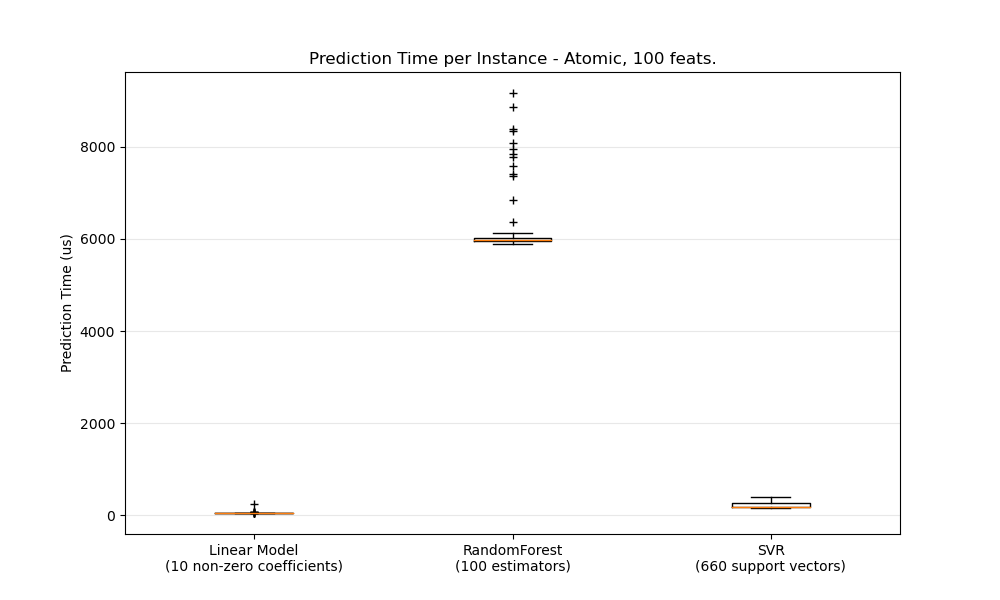 Prediction Time per Instance - Atomic, 100 feats.
Prediction Time (us)
8000
6000
4000
2000
0
Linear Model
(10 non-zero coefficients)
RandomForest
(100 estimators)
SVR
(660 support vectors)